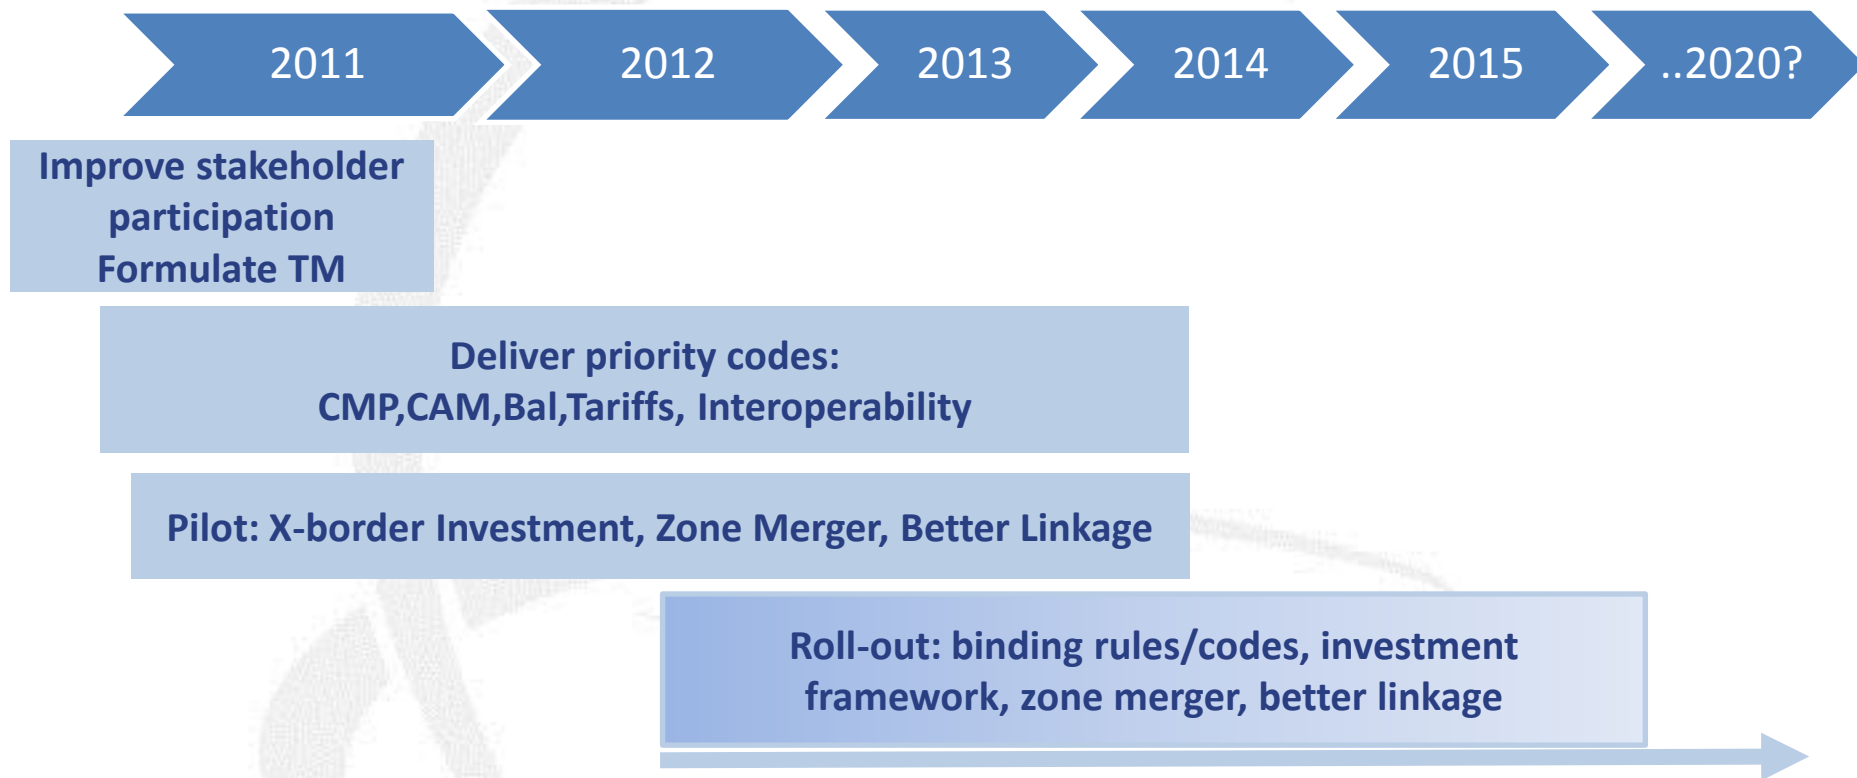 2011
2012
2013
2014
2015
..2020?
Improve stakeholder
participation
Formulate TM
Deliver priority codes:
CMP,CAM,Bal,Tariffs, Interoperability
Pilot: X-border Investment, Zone Merger, Better Linkage
Roll-out: binding rules/codes, investment
framework, zone merger, better linkage